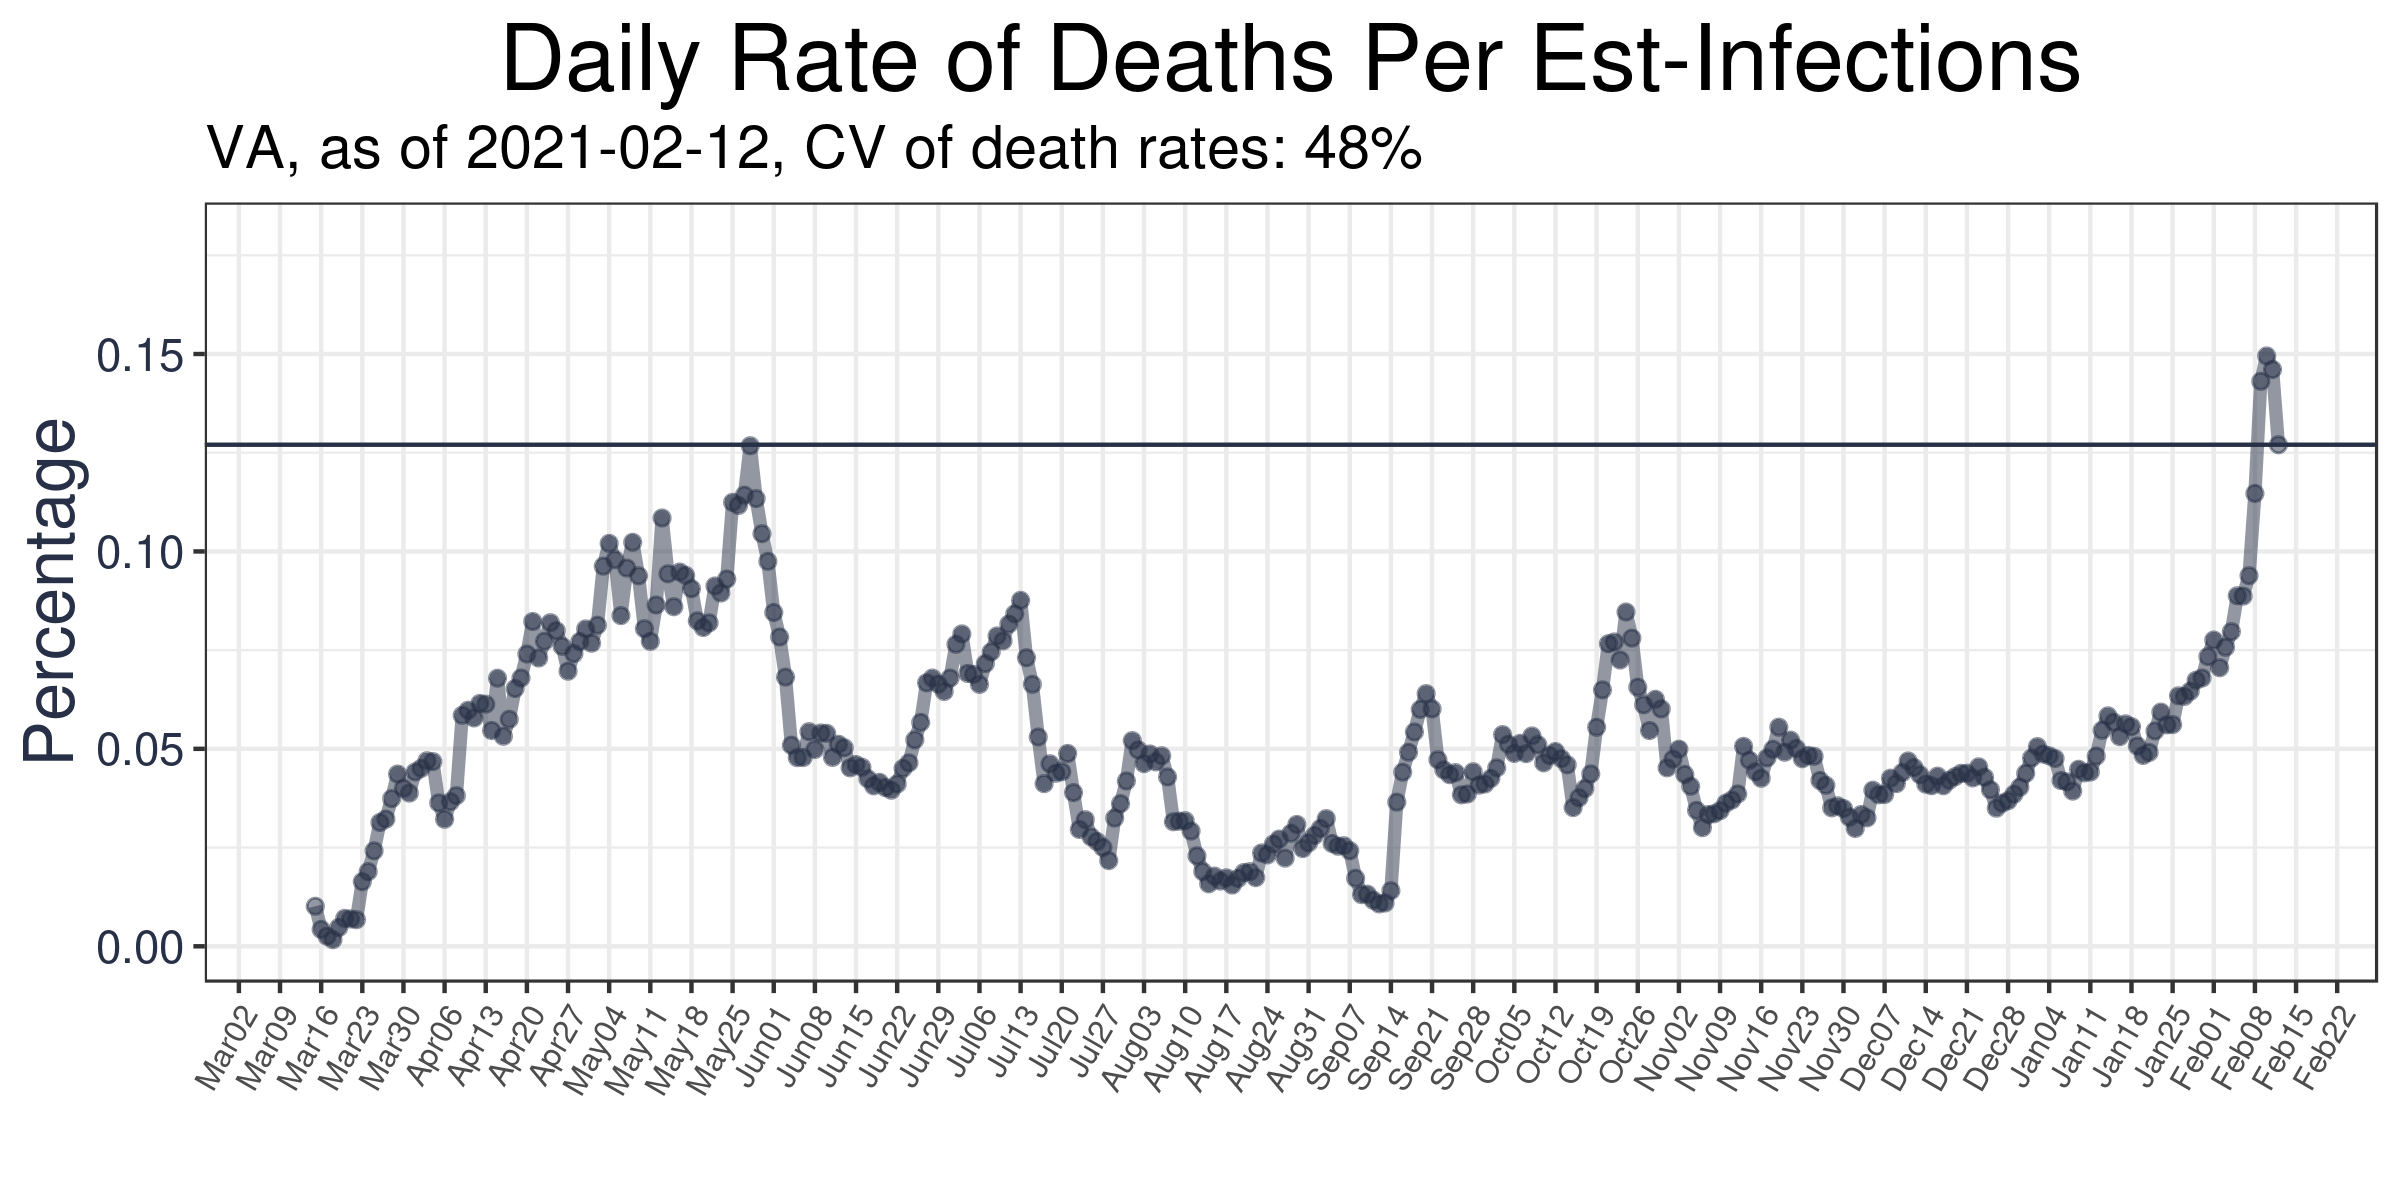 Daily Rate of Deaths Per Est-Infections
VA, as of 2021-02-12, CV of death rates: 48%
Percentage
0.15
0.10
0.05
0.00
Mar02
Mar09
Mar16
Mar23
Mar30
Apr06
Apr13
Apr20
Apr27
May04
May11
May18
May25
Jun01
Jun08
Jun15
Jun22
Jun29
Jul06
Jul13
Jul20
Jul27
Aug03
Aug10
Aug17
Aug24
Aug31
Sep07
Sep14
Sep21
Sep28
Oct05
Oct12
Oct19
Oct26
Nov02
Nov09
Nov16
Nov23
Nov30
Dec07
Dec14
Dec21
Dec28
Jan04
Jan11
Jan18
Jan25
Feb01
Feb08
Feb15
Feb22